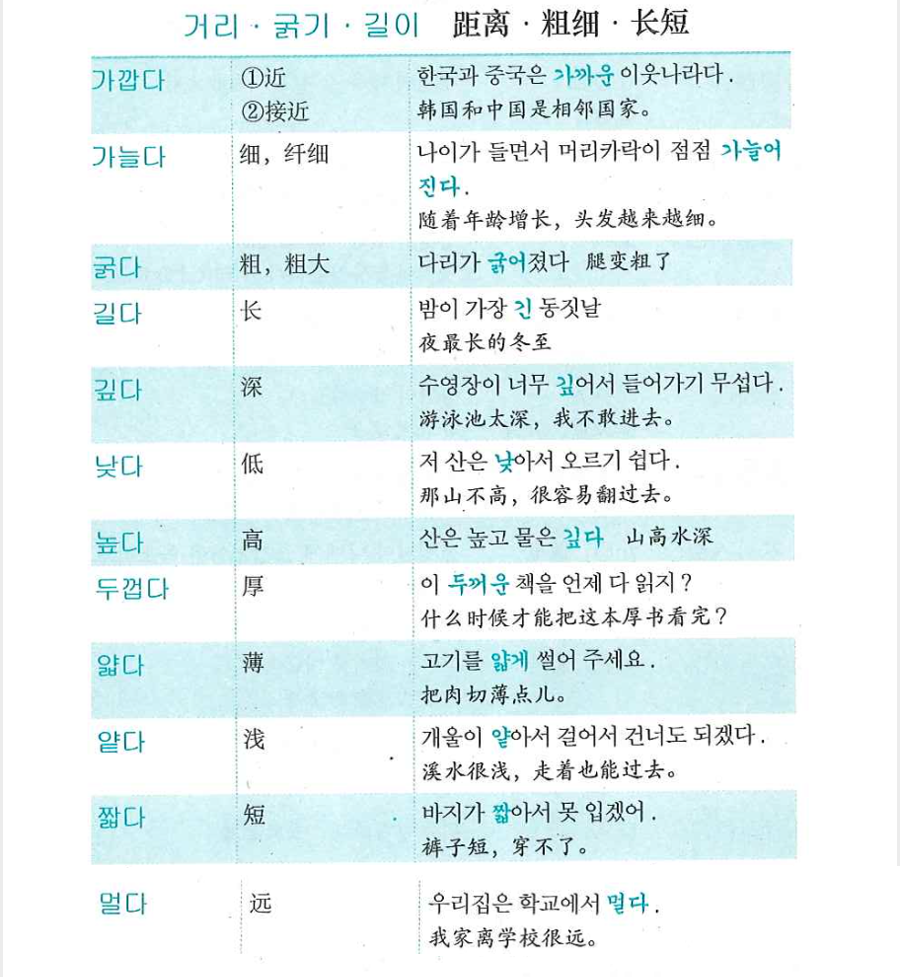 거리 · 굵기 · 길이 距离 · 粗细 · 长短
가깝다 ①近 한국과 중국은 가까운 이웃나라다.
②接近 韩国和中国是相邻国家。
가늘다 细，纤细 나이가 들면서 머리카락이 점점 가늘어
진다.
随着年龄增长，头发越来越细。
굵다 粗，粗大 다리가 굵어졌다 腿变粗了
길다 长 밤이 가장 긴 동짓날
夜最长的冬至
깊다 深 수영장이 너무 깊어서 들어가기 무섭다.
游泳池太深，我不敢进去。
낮다 低 저 산은 낮아서 오르기 쉽다.
那山不高，很容易翻过去。
높다 高 산은 높고 물은 깊다 山高水深
두껍다 厚 이 두꺼운 책을 언제 다 읽지?
什么时候才能把这本厚书看完？
얇다 薄 고기를 얇게 썰어 주세요.
把肉切薄点儿。
얕다 浅 개울이 얕아서 걸어서 건너도 되겠다.
溪水很浅，走着也能过去。
짧다 短 바지가 짧아서 못 입겠어.
裤子短，穿不了。
멀다 远 우리집은 학교에서 멀다.
我家离学校很远。